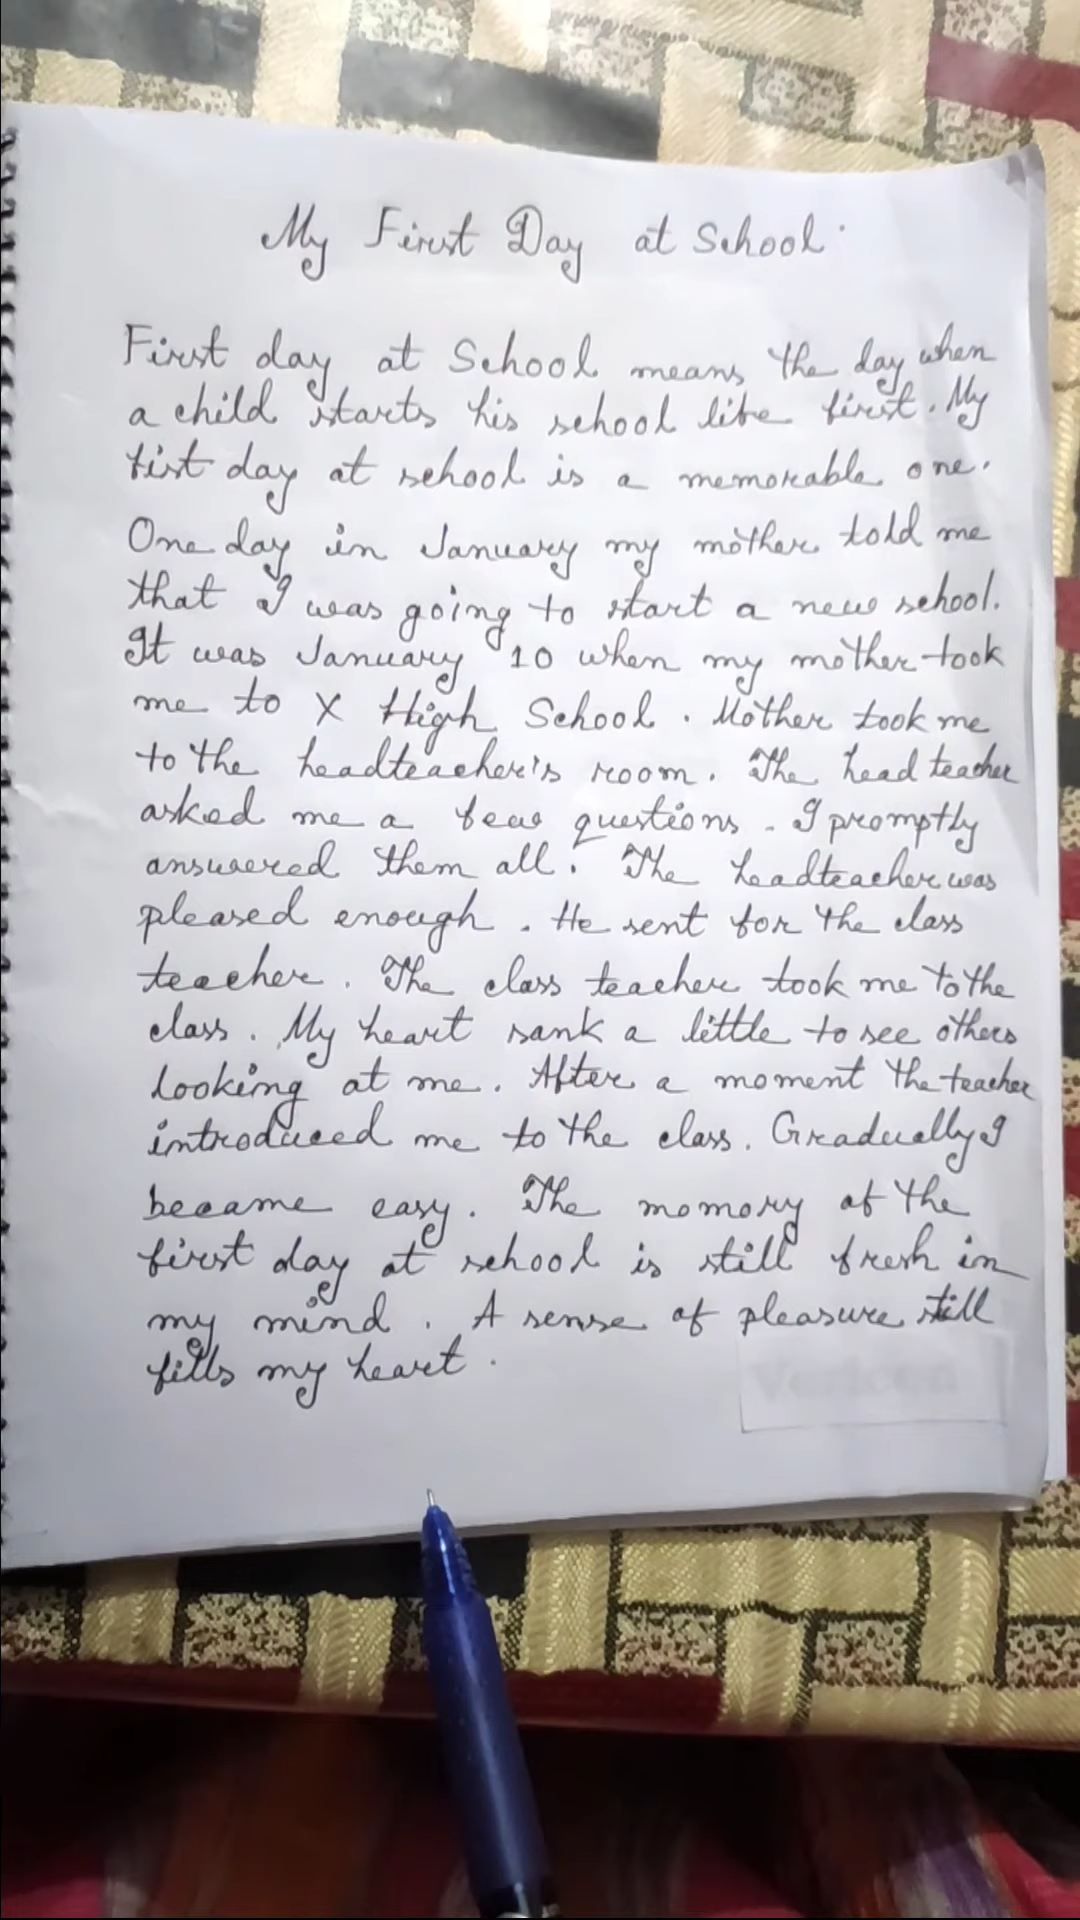 My First Day at School.
First day at School means the day when
a child starts his school life first. My
fist day at school is a memorable one.
One day in January my mother told me
that I was going to start a new school.
It was January 10 when my mother took
me to X High School. Mother took me
to the headteacher's room. The head teacher
asked me a few questions. I promptly
answered them all. The headteacher was
pleased enough. He sent for the class
teacher. The class teacher took me to the
class. My heart sank a little to see others
looking at me. After a moment the teacher
introduced me to the class. Gradually I
became easy. The momory of the
first day at school is still fresh in
my mind. A sense of pleasure still
fills my heart.